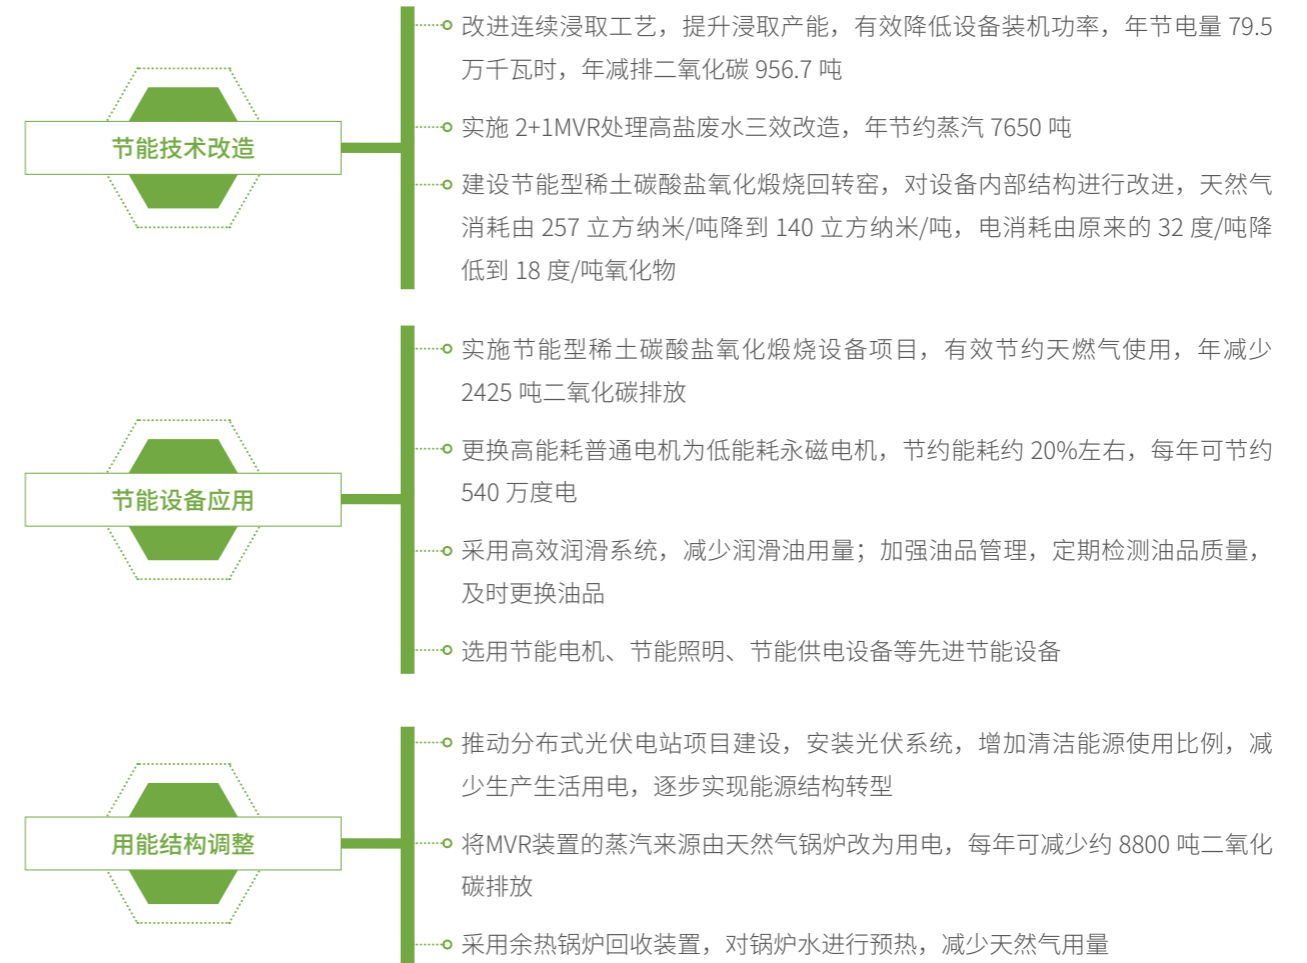 节能技术改造
改进连续浸取工艺，提升浸取产能，有效降低设备装机功率，年节电量 79.5
万千瓦时，年减排二氧化碳 956.7 吨
实施 2+1MVR处理高盐废水三效改造，年节约蒸汽 7650 吨
建设节能型稀土碳酸盐氧化煅烧回转窑，对设备内部结构进行改进，天然气
消耗由 257 立方纳米/吨降到 140 立方纳米/吨，电消耗由原来的 32 度/吨降
低到 18 度/吨氧化物
节能设备应用
实施节能型稀土碳酸盐氧化煅烧设备项目，有效节约天燃气使用，年减少
2425 吨二氧化碳排放
更换高能耗普通电机为低能耗永磁电机，节约能耗约 20%左右，每年可节约
540 万度电
采用高效润滑系统，减少润滑油用量；加强油品管理，定期检测油品质量，
及时更换油品
选用节能电机、节能照明、节能供电设备等先进节能设备
用能结构调整
推动分布式光伏电站项目建设，安装光伏系统，增加清洁能源使用比例，减
少生产生活用电，逐步实现能源结构转型
将MVR装置的蒸汽来源由天然气锅炉改为用电，每年可减少约 8800 吨二氧化
碳排放
采用余热锅炉回收装置，对锅炉水进行预热，减少天然气用量